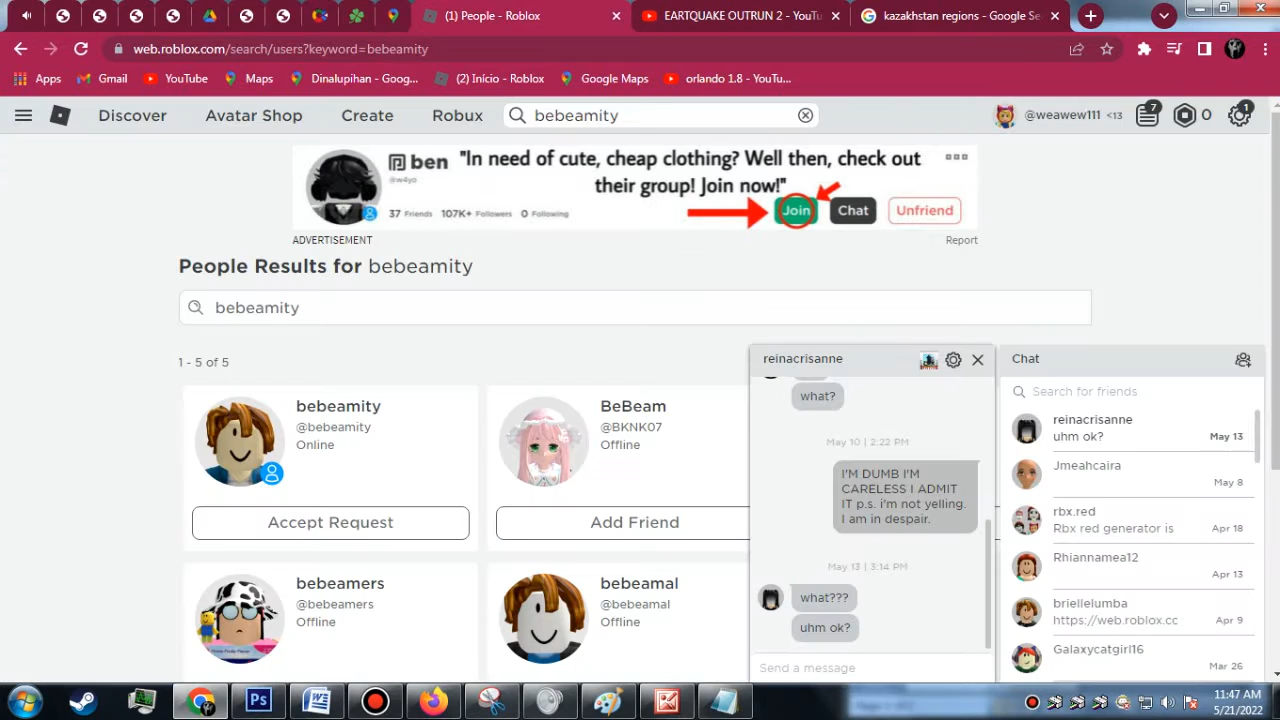 (1) People - Roblox
EARTQUAKE OUTRUN 2 - YouTu
kazakhstan regions - Google Se
web.roblox.com/search/users?keyword=bebeamity
Apps
Gmail
YouTube
Maps
Dinalupihan - Goog...
(2) Início - Roblox
Google Maps
orlando 1.8 - YouTu...
Discover
Avatar Shop
Create
Robux
bebeamity
@weawew111 <13
7
0
1
ben
@w4yo
37 Friends 107K+ Followers 0 Following
"In need of cute, cheap clothing? Well then, check out
their group! Join now!"
Join
Chat
Unfriend
ADVERTISEMENT
Report
People Results for bebeamity
bebeamity
1 - 5 of 5
bebeamity
@bebeamity
Online
Accept Request
BeBeam
@BKNK07
Offline
Add Friend
bebeamers
@bebeamers
Offline
bebeamal
@bebeamal
Offline
reinacrisanne
what?
May 10 | 2:22 PM
I'M DUMB I'M
CARELESS I ADMIT
IT p.s. i'm not yelling.
I am in despair.
May 13 | 3:14 PM
what???
uhm ok?
Send a message
Chat
Search for friends
reinacrisanne
uhm ok?
May 13
Jmeahcaira
May 8
rbx.red
Rbx red generator is
Apr 18
Rhiannamea12
Apr 13
briellelumba
https://web.roblox.cc
Apr 9
Galaxycatgirl16
Mar 26
11:47 AM
5/21/2022